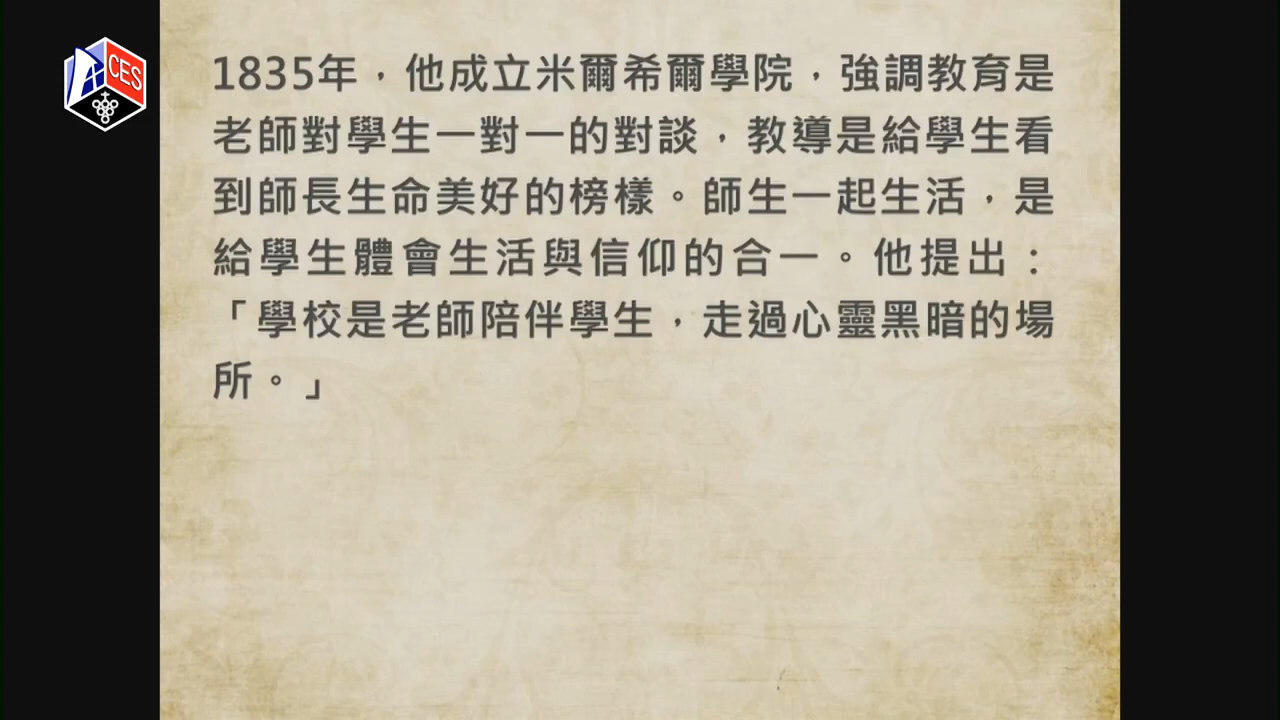 ACES
1835年，他成立米爾希爾學院，強調教育是
老師對學生一對一的對談，教導是給學生看
到師長生命美好的榜樣。師生一起生活，是
給學生體會生活與信仰的合一。他提出：
「學校是老師陪伴學生，走過心靈黑暗的場
所。」